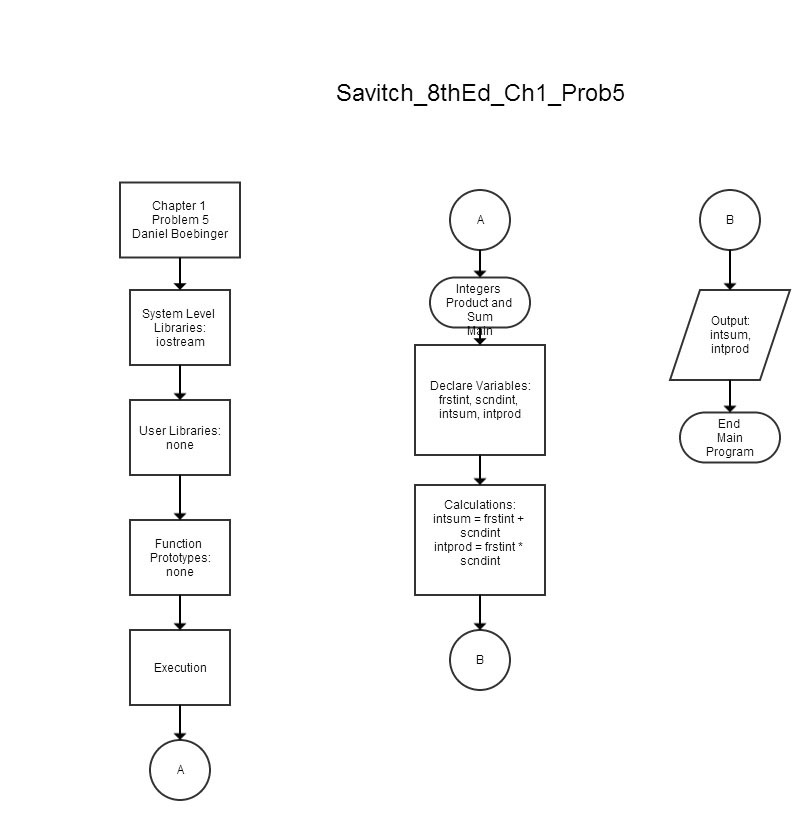 Savitch_8thEd_Ch1_Prob5
Chapter 1
Problem 5
Daniel Boebinger
System Level
Libraries:
iostream
User Libraries:
none
Function
Prototypes:
none
Execution
A
A
Integers
Product and
Sum
Main
Declare Variables:
frstint, scndint,
intsum, intprod
Calculations:
intsum = frstint +
scndint
intprod = frstint *
scndint
B
B
Output:
intsum,
intprod
End
Main
Program